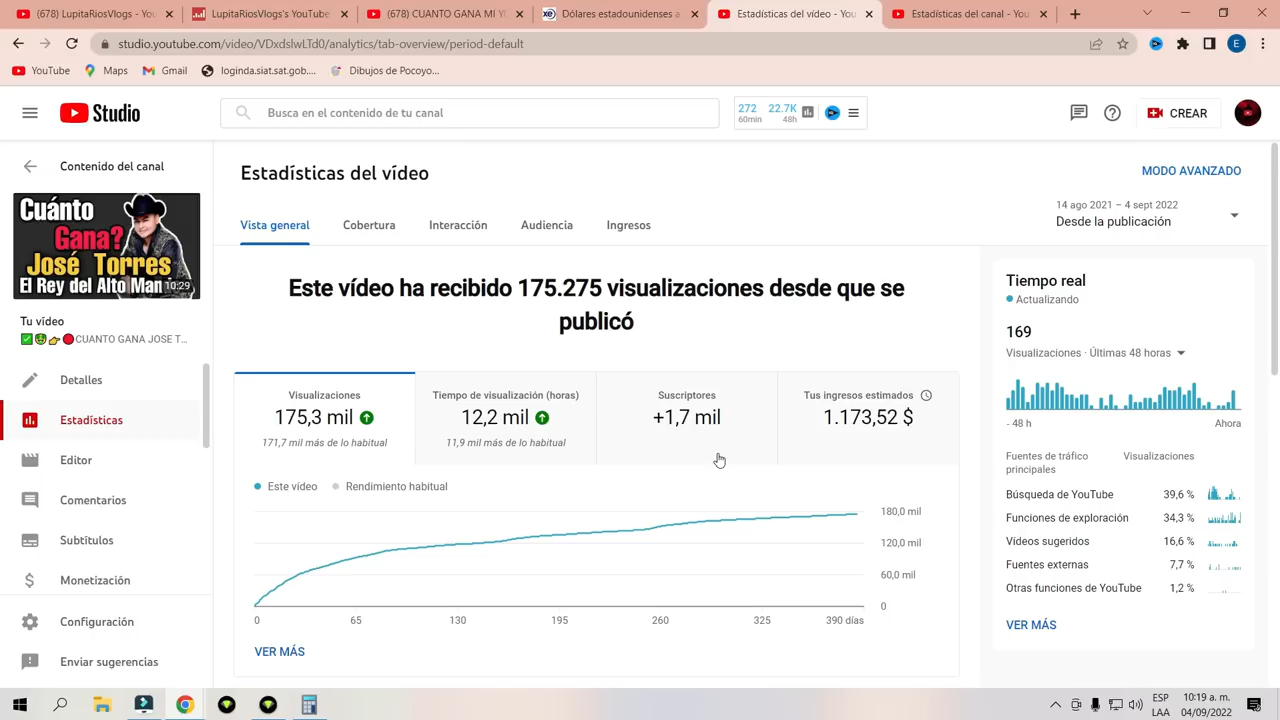 (678) YOUTUBERS LUJO
(678) YOUTUBERS LUJO
(678) CUANTO GANA MI YO
Dólares estadounidenses a
Estadísticas del vídeo - You
Estadísticas del canal - You
studio.youtube.com/video/VDxdslwLTd0/analytics/tab-overview/period-default
E
YouTube
Maps
Gmail
loginda.siat.sat.gob....
Dibujos de Pocoyo...
Studio
Busca en el contenido de tu canal
272 22.7K
60min 48h
CREAR
Contenido del canal
Cuánto
Gana?
José Torres
El Rey del Alto Man
10:29
Tu vídeo
CUANTO GANA JOSE T...
Detalles
Estadísticas
Editor
Comentarios
Subtítulos
Monetización
Configuración
Enviar sugerencias
Estadísticas del vídeo
MODO AVANZADO
Vista general
Cobertura
Interacción
Audiencia
Ingresos
14 ago 2021 – 4 sept 2022
Desde la publicación
Este vídeo ha recibido 175.275 visualizaciones desde que se
publicó
Visualizaciones
175,3 mil
171,7 mil más de lo habitual
Tiempo de visualización (horas)
12,2 mil
11,9 mil más de lo habitual
Suscriptores
+1,7 mil
Tus ingresos estimados
1.173,52 $
Este vídeo
Rendimiento habitual
180,0 mil
120,0 mil
60,0 mil
0
0 65 130 195 260 325 390 días
VER MÁS
Tiempo real
Actualizando
169
Visualizaciones · Últimas 48 horas
- 48 h
Ahora
Fuentes de tráfico
principales
Visualizaciones
Búsqueda de YouTube 39,6 %
Funciones de exploración 34,3 %
Vídeos sugeridos 16,6 %
Fuentes externas 7,7 %
Otras funciones de YouTube 1,2 %
VER MÁS
ESP
LAA
10:19 a. m.
04/09/2022